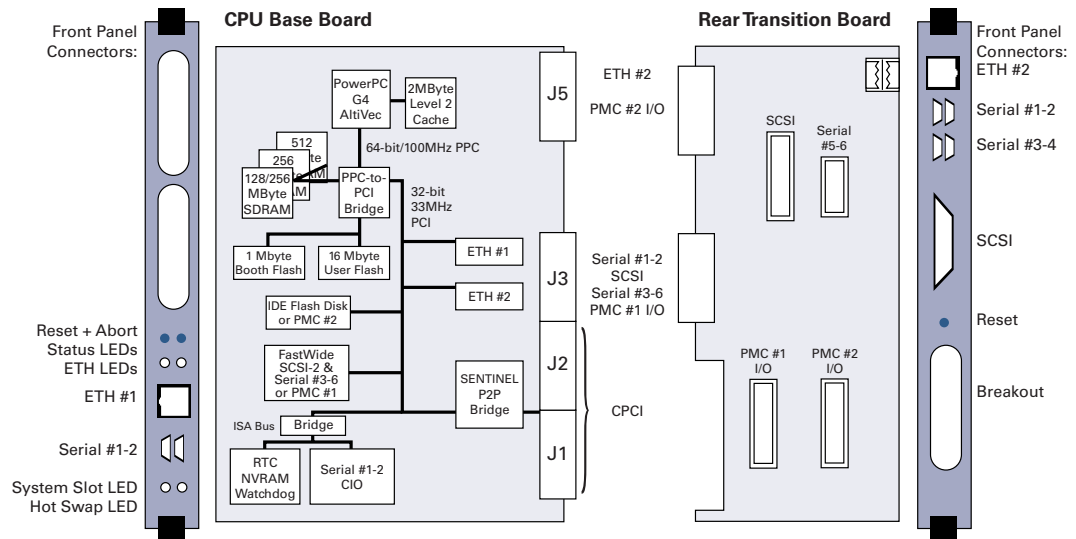 CPU Base Board
Rear Transition Board
Front Panel
Connectors:
Reset + Abort
Status LEDs
ETH LEDs
ETH #1
Serial #1-2
System Slot LED
Hot Swap LED
PowerPC
G4
AltiVec
2MByte
Level 2
Cache
64-bit/100MHz PPC
512
256
128/256
MByte
SDRAM
PPC-to-
PCI
Bridge
32-bit
33MHz
PCI
1 Mbyte
Booth Flash
16 Mbyte
User Flash
ETH #1
ETH #2
IDE Flash Disk
or PMC #2
FastWide
SCSI-2 &
Serial #3-6
or PMC #1
SENTINEL
P2P
Bridge
ISA Bus
Bridge
RTC
NVRAM
Watchdog
Serial #1-2
CIO
J5
J3
J2
J1
ETH #2
PMC #2 I/O
Serial #1-2
SCSI
Serial #3-6
PMC #1 I/O
CPCI
SCSI
Serial
#5-6
PMC #1
I/O
PMC #2
I/O
Front Panel
Connectors:
ETH #2
Serial #1-2
Serial #3-4
SCSI
Reset
Breakout